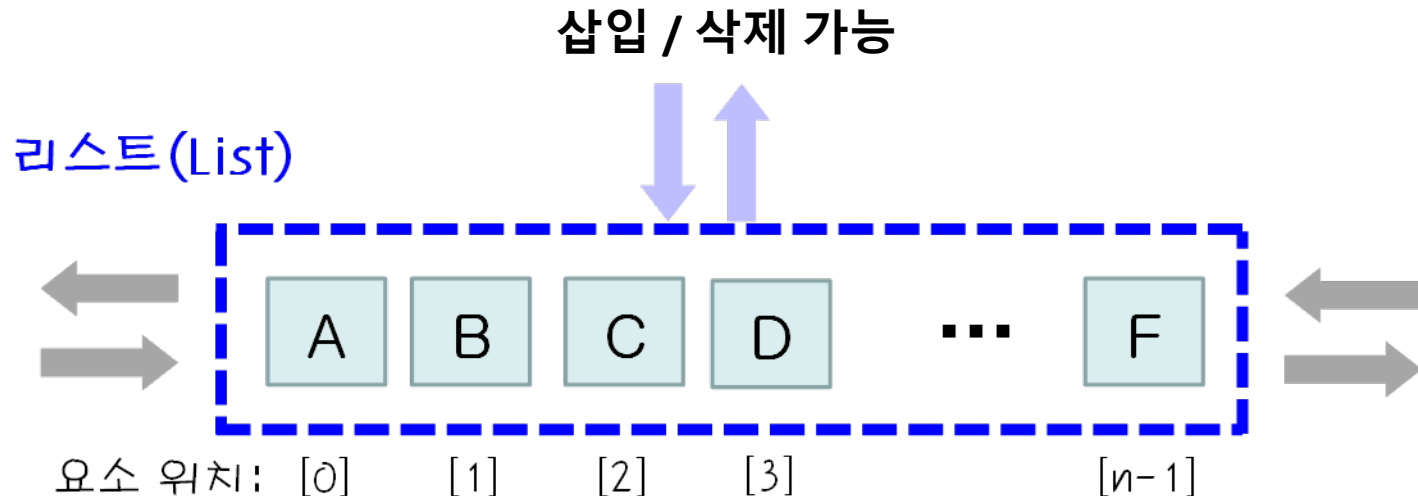 삽입 / 삭제 가능
리스트(List)
A B C D ... F
요소 위치: [0] [1] [2] [3] [n-1]